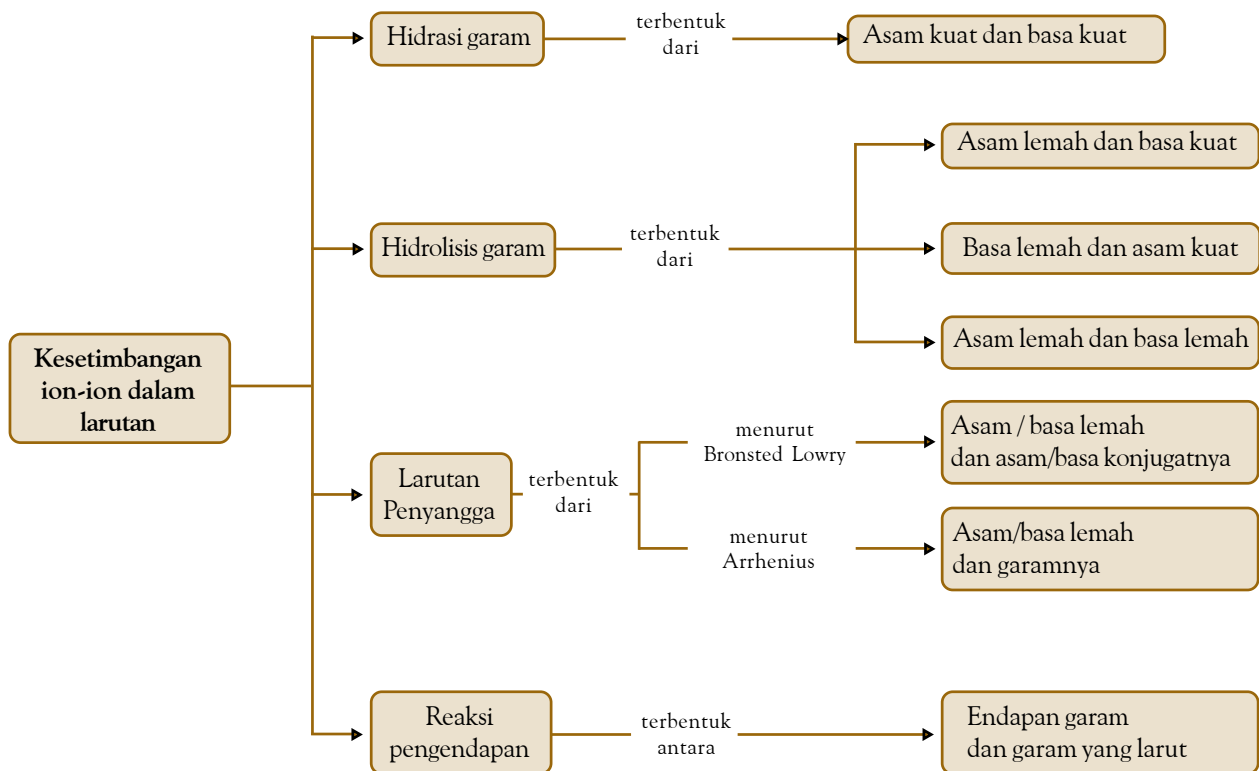 Kesetimbangan
ion-ion dalam
larutan
Hidrasi garam
terbentuk
dari
Asam kuat dan basa kuat
Hidrolisis garam
terbentuk
dari
Asam lemah dan basa kuat
Basa lemah dan asam kuat
Asam lemah dan basa lemah
Larutan
Penyangga
terbentuk
dari
menurut
Bronsted Lowry
Asam / basa lemah
dan asam/basa konjugatnya
menurut
Arrhenius
Asam/basa lemah
dan garamnya
Reaksi
pengendapan
terbentuk
antara
Endapan garam
dan garam yang larut